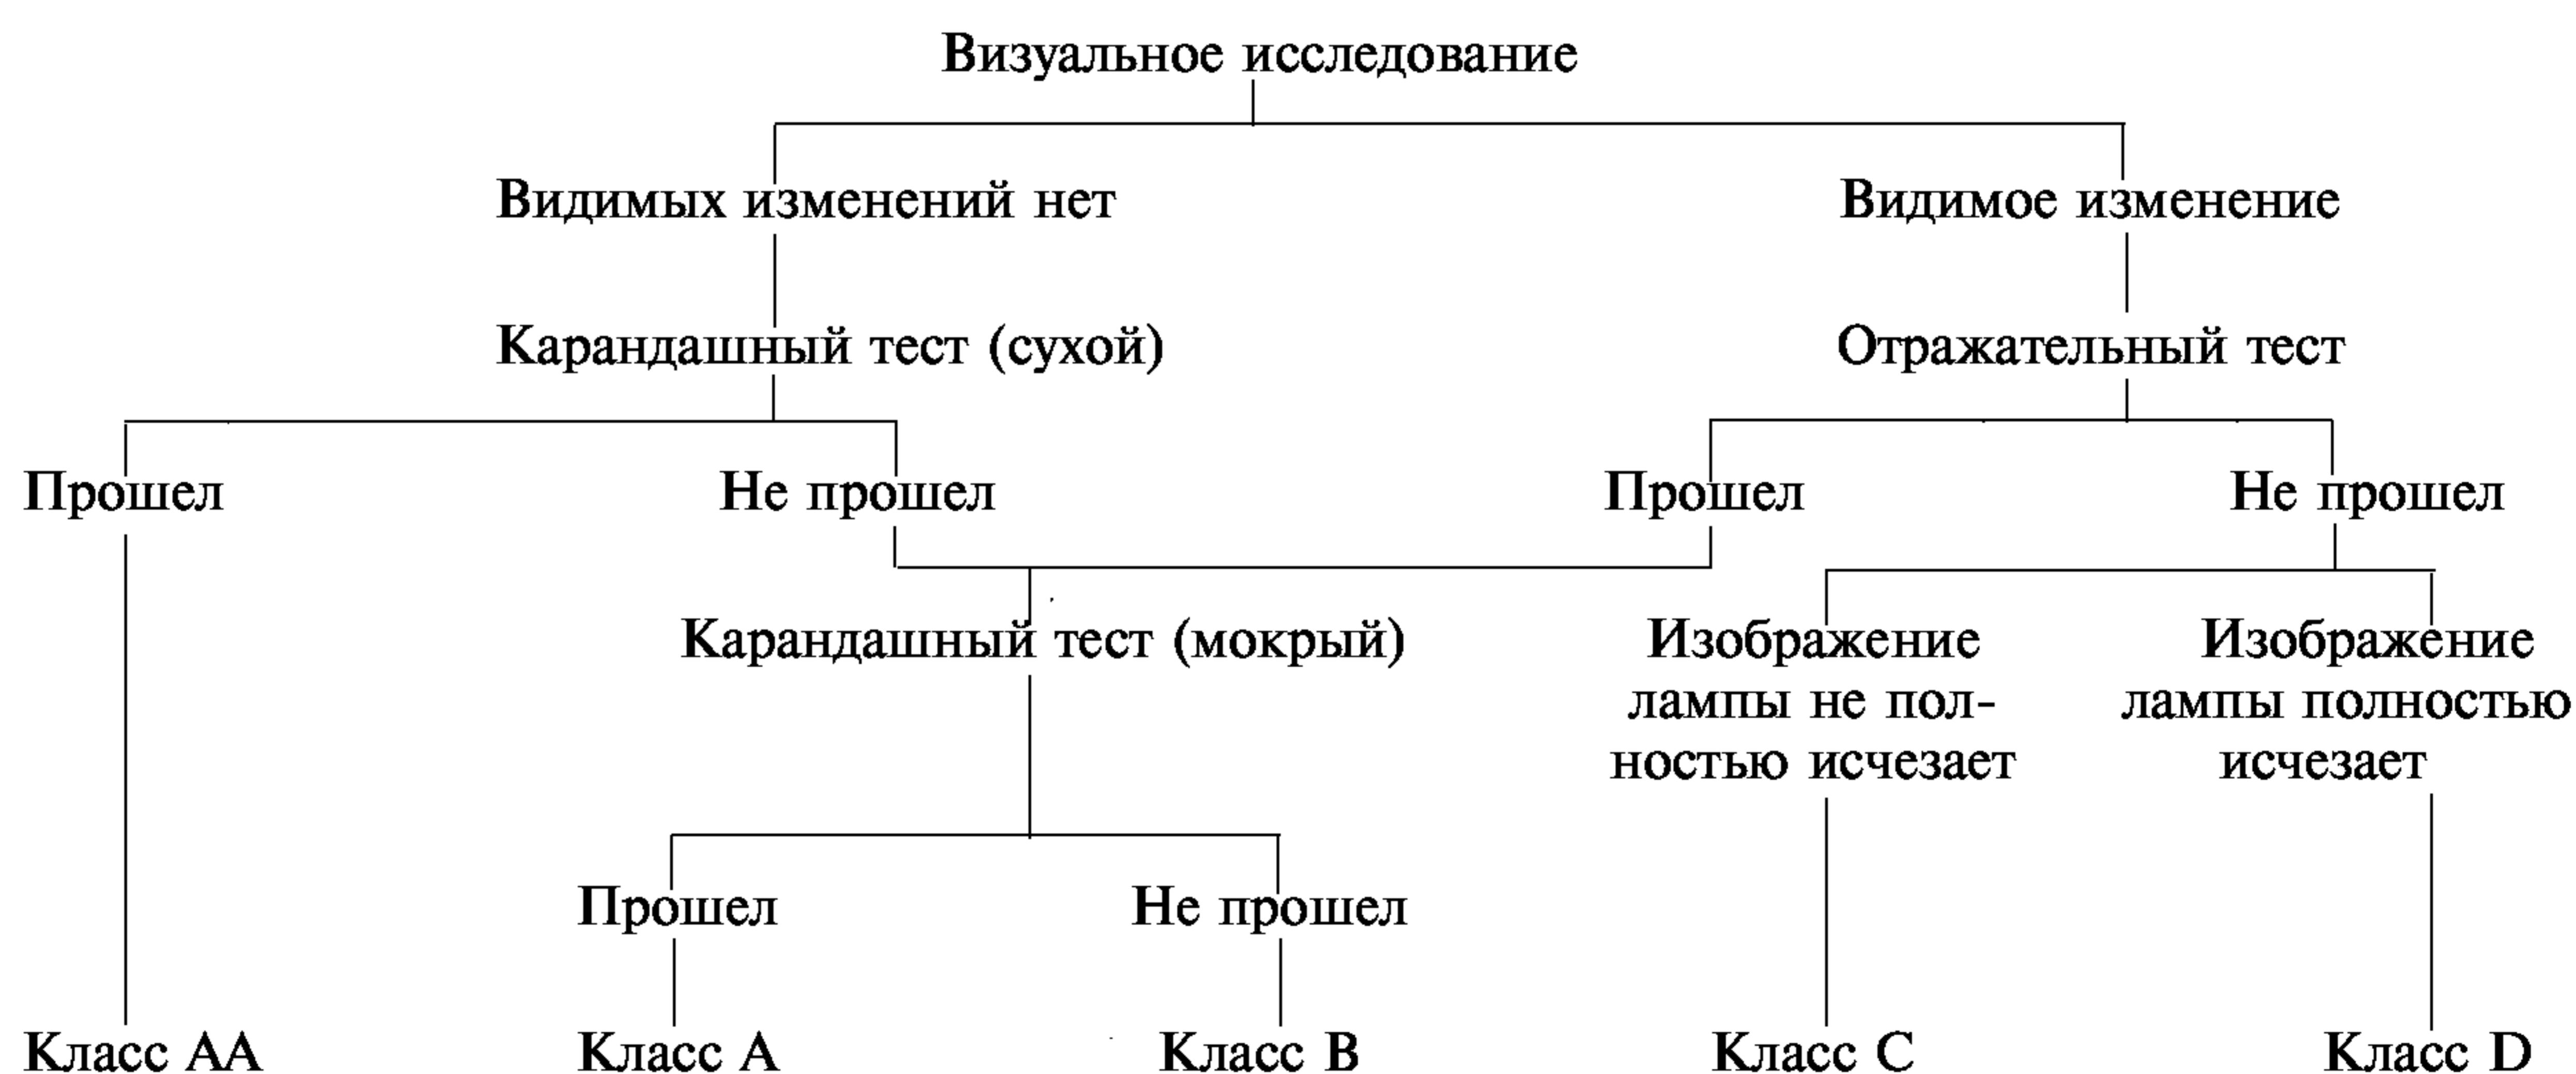 Визуальное исследование
Видимых изменений нет
Видимое изменение
Карандашный тест (сухой)
Отражательный тест
Прошел
Не прошел
Прошел
Не прошел
Карандашный тест (мокрый)
Изображение
лампы не пол-
ностью исчезает
Изображение
лампы полностью
исчезает
Прошел
Не прошел
Класс АА
Класс А
Класс В
Класс С
Класс D